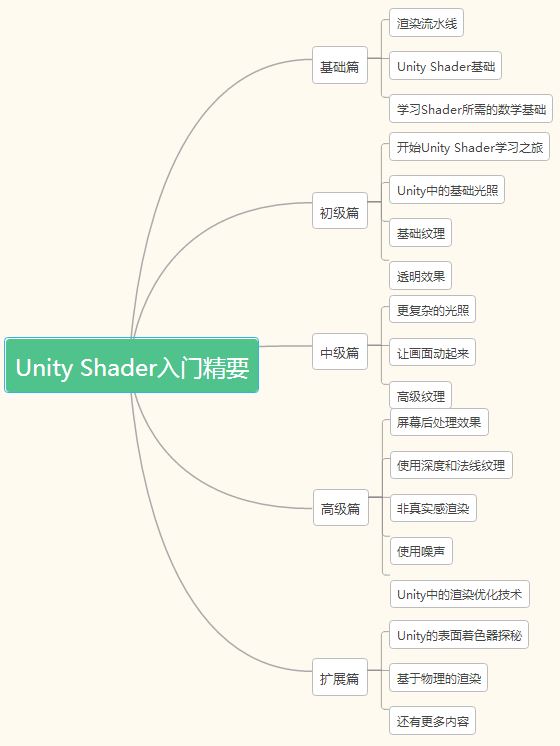 Unity Shader入门精要
基础篇
渲染流水线
Unity Shader基础
学习Shader所需的数学基础
初级篇
开始Unity Shader学习之旅
Unity中的基础光照
基础纹理
透明效果
中级篇
更复杂的光照
让画面动起来
高级纹理
高级篇
屏幕后处理效果
使用深度和法线纹理
非真实感渲染
使用噪声
Unity中的渲染优化技术
扩展篇
Unity的表面着色器探秘
基于物理的渲染
还有更多内容